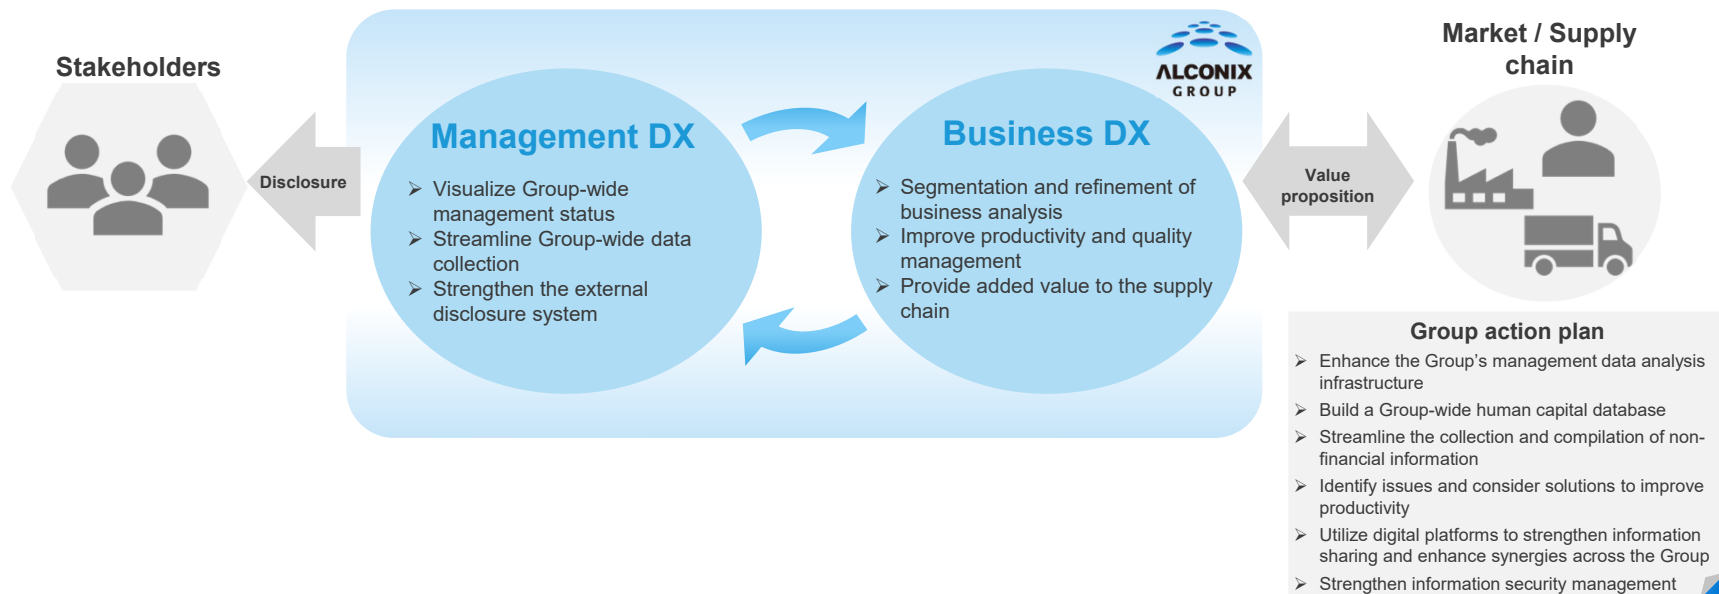 Stakeholders
Disclosure
Management DX
➢ Visualize Group-wide
management status
➢ Streamline Group-wide data
collection
➢ Strengthen the external
disclosure system
ALCONIX
GROUP
Business DX
➢ Segmentation and refinement of
business analysis
➢ Improve productivity and quality
management
➢ Provide added value to the supply
chain
Value
proposition
Market / Supply
chain
Group action plan
➢ Enhance the Group’s management data analysis
infrastructure
➢ Build a Group-wide human capital database
➢ Streamline the collection and compilation of non-
financial information
➢ Identify issues and consider solutions to improve
productivity
➢ Utilize digital platforms to strengthen information
sharing and enhance synergies across the Group
➢ Strengthen information security management